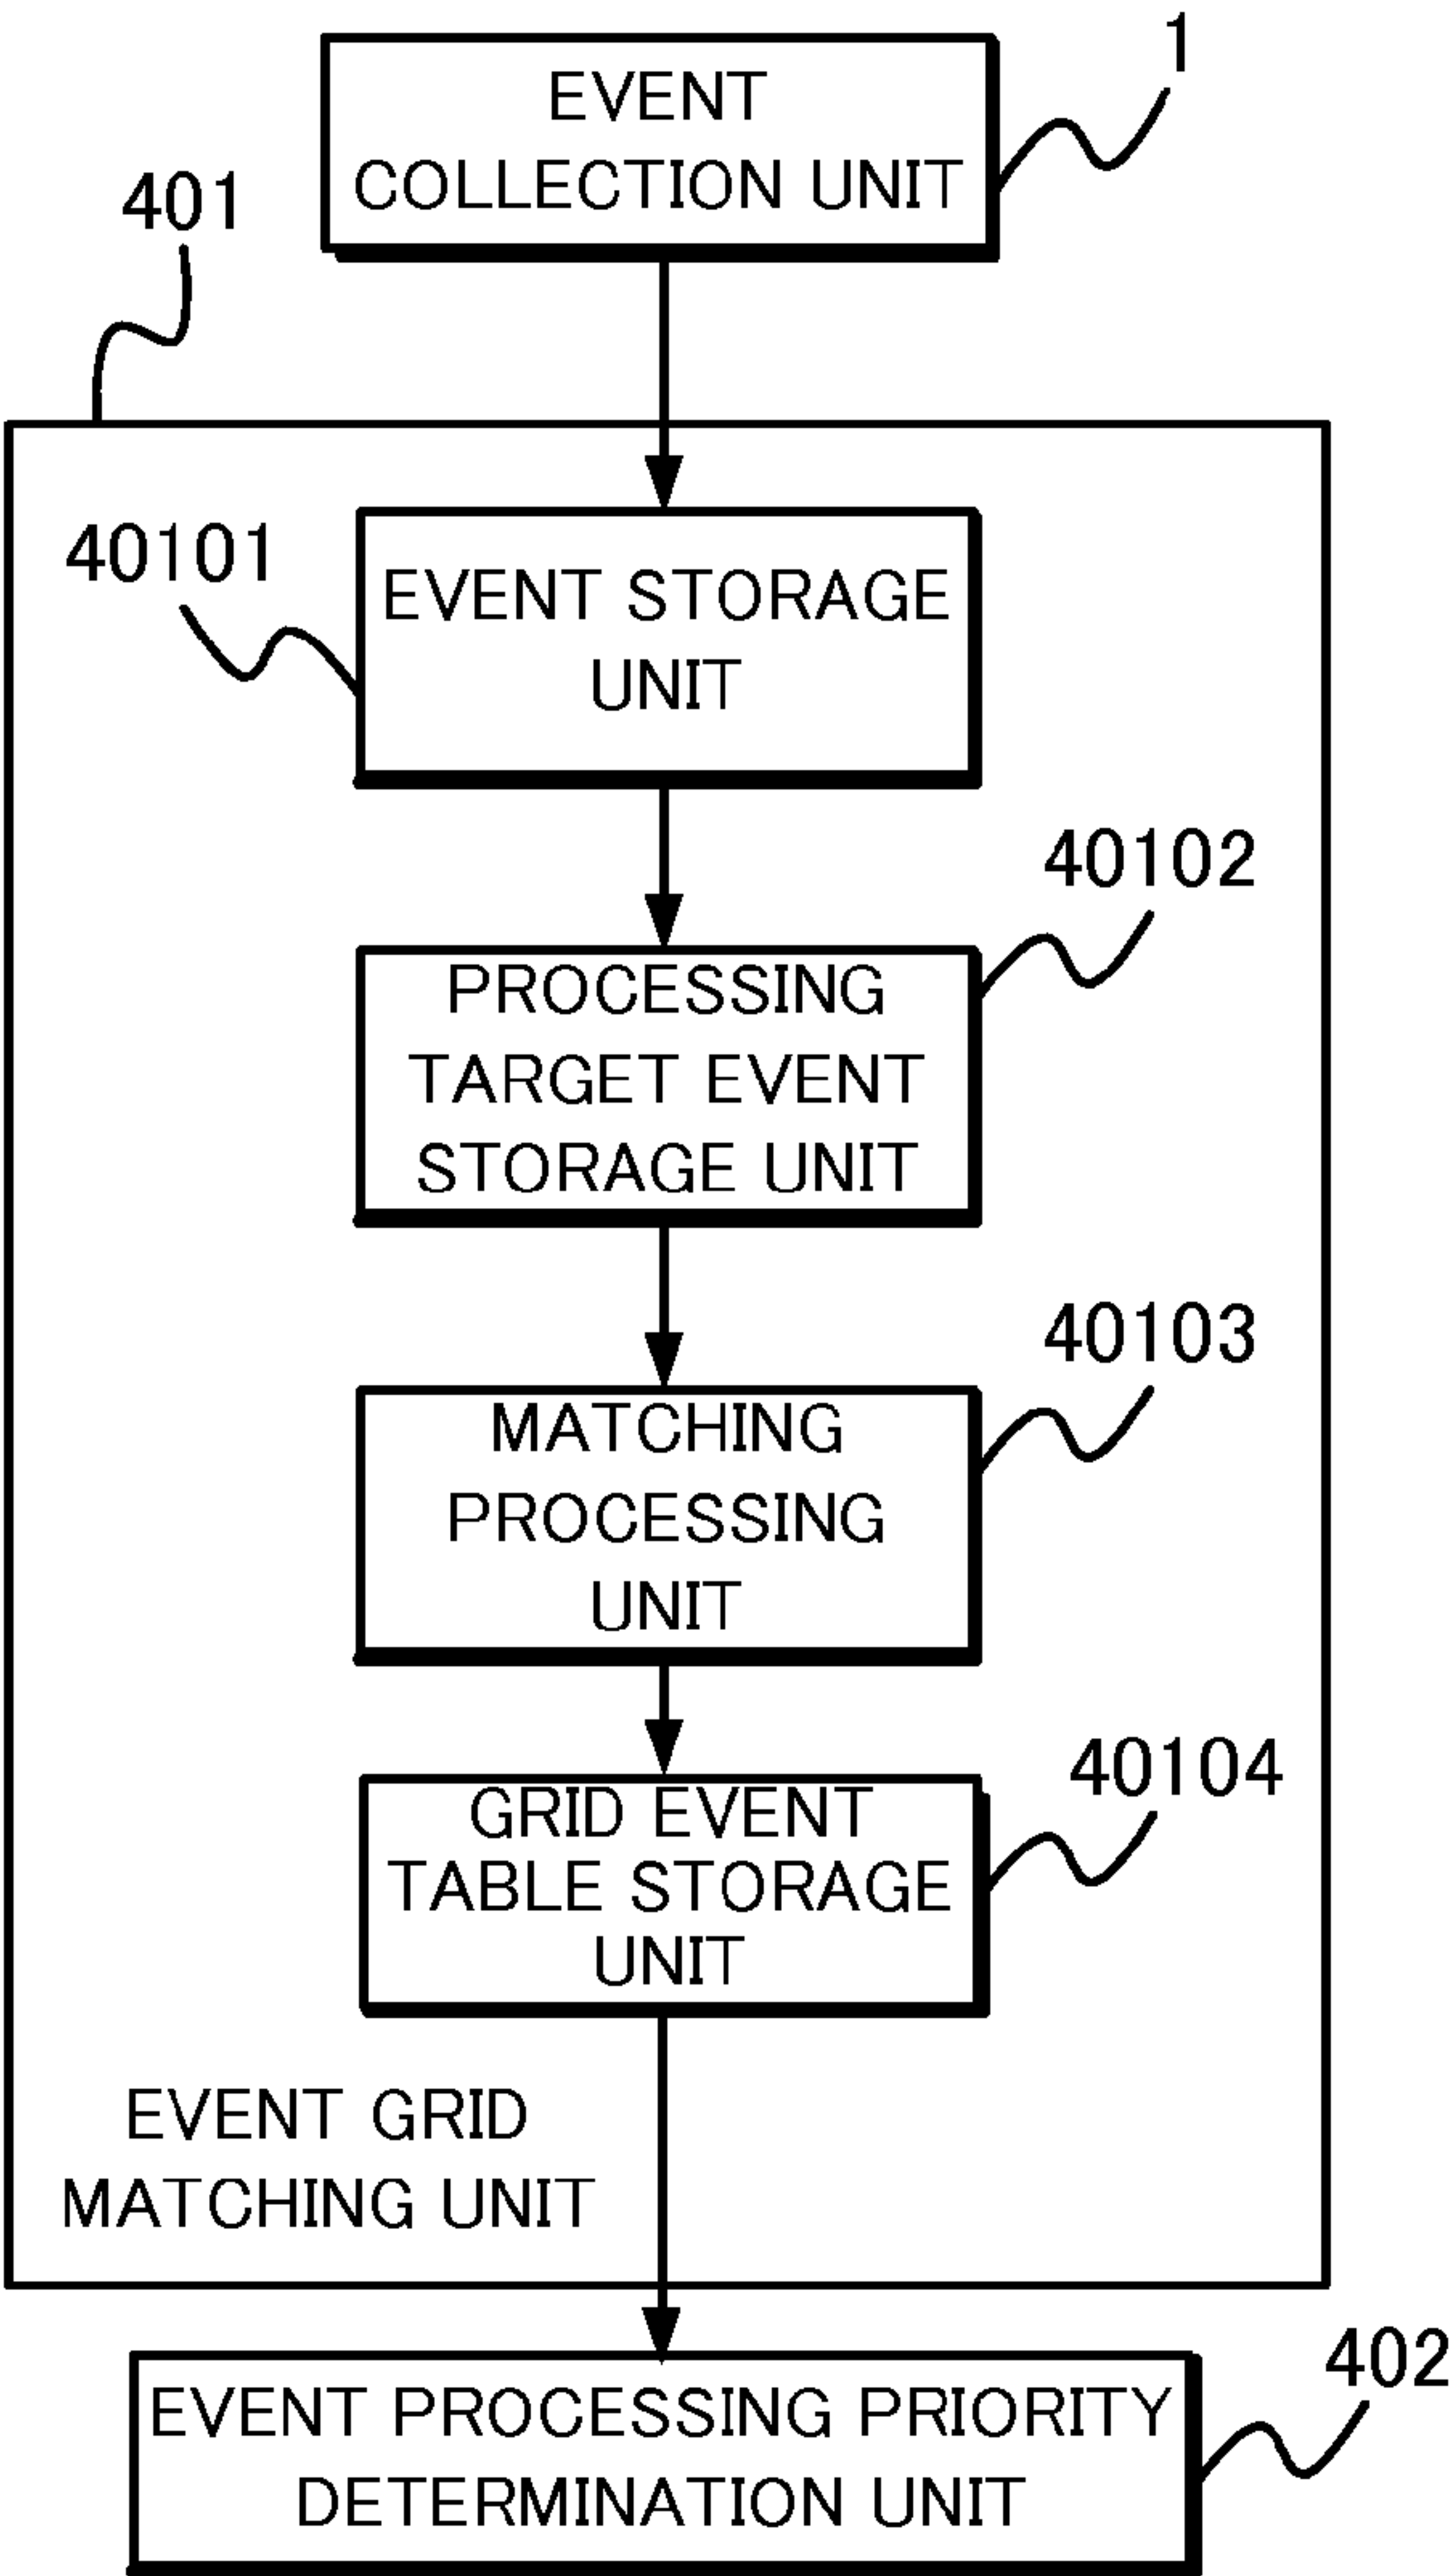 1
EVENT
COLLECTION UNIT
401
40101
EVENT STORAGE
UNIT
40102
PROCESSING
TARGET EVENT
STORAGE UNIT
40103
MATCHING
PROCESSING
UNIT
40104
GRID EVENT
TABLE STORAGE
UNIT
EVENT GRID
MATCHING UNIT
402
EVENT PROCESSING PRIORITY
DETERMINATION UNIT